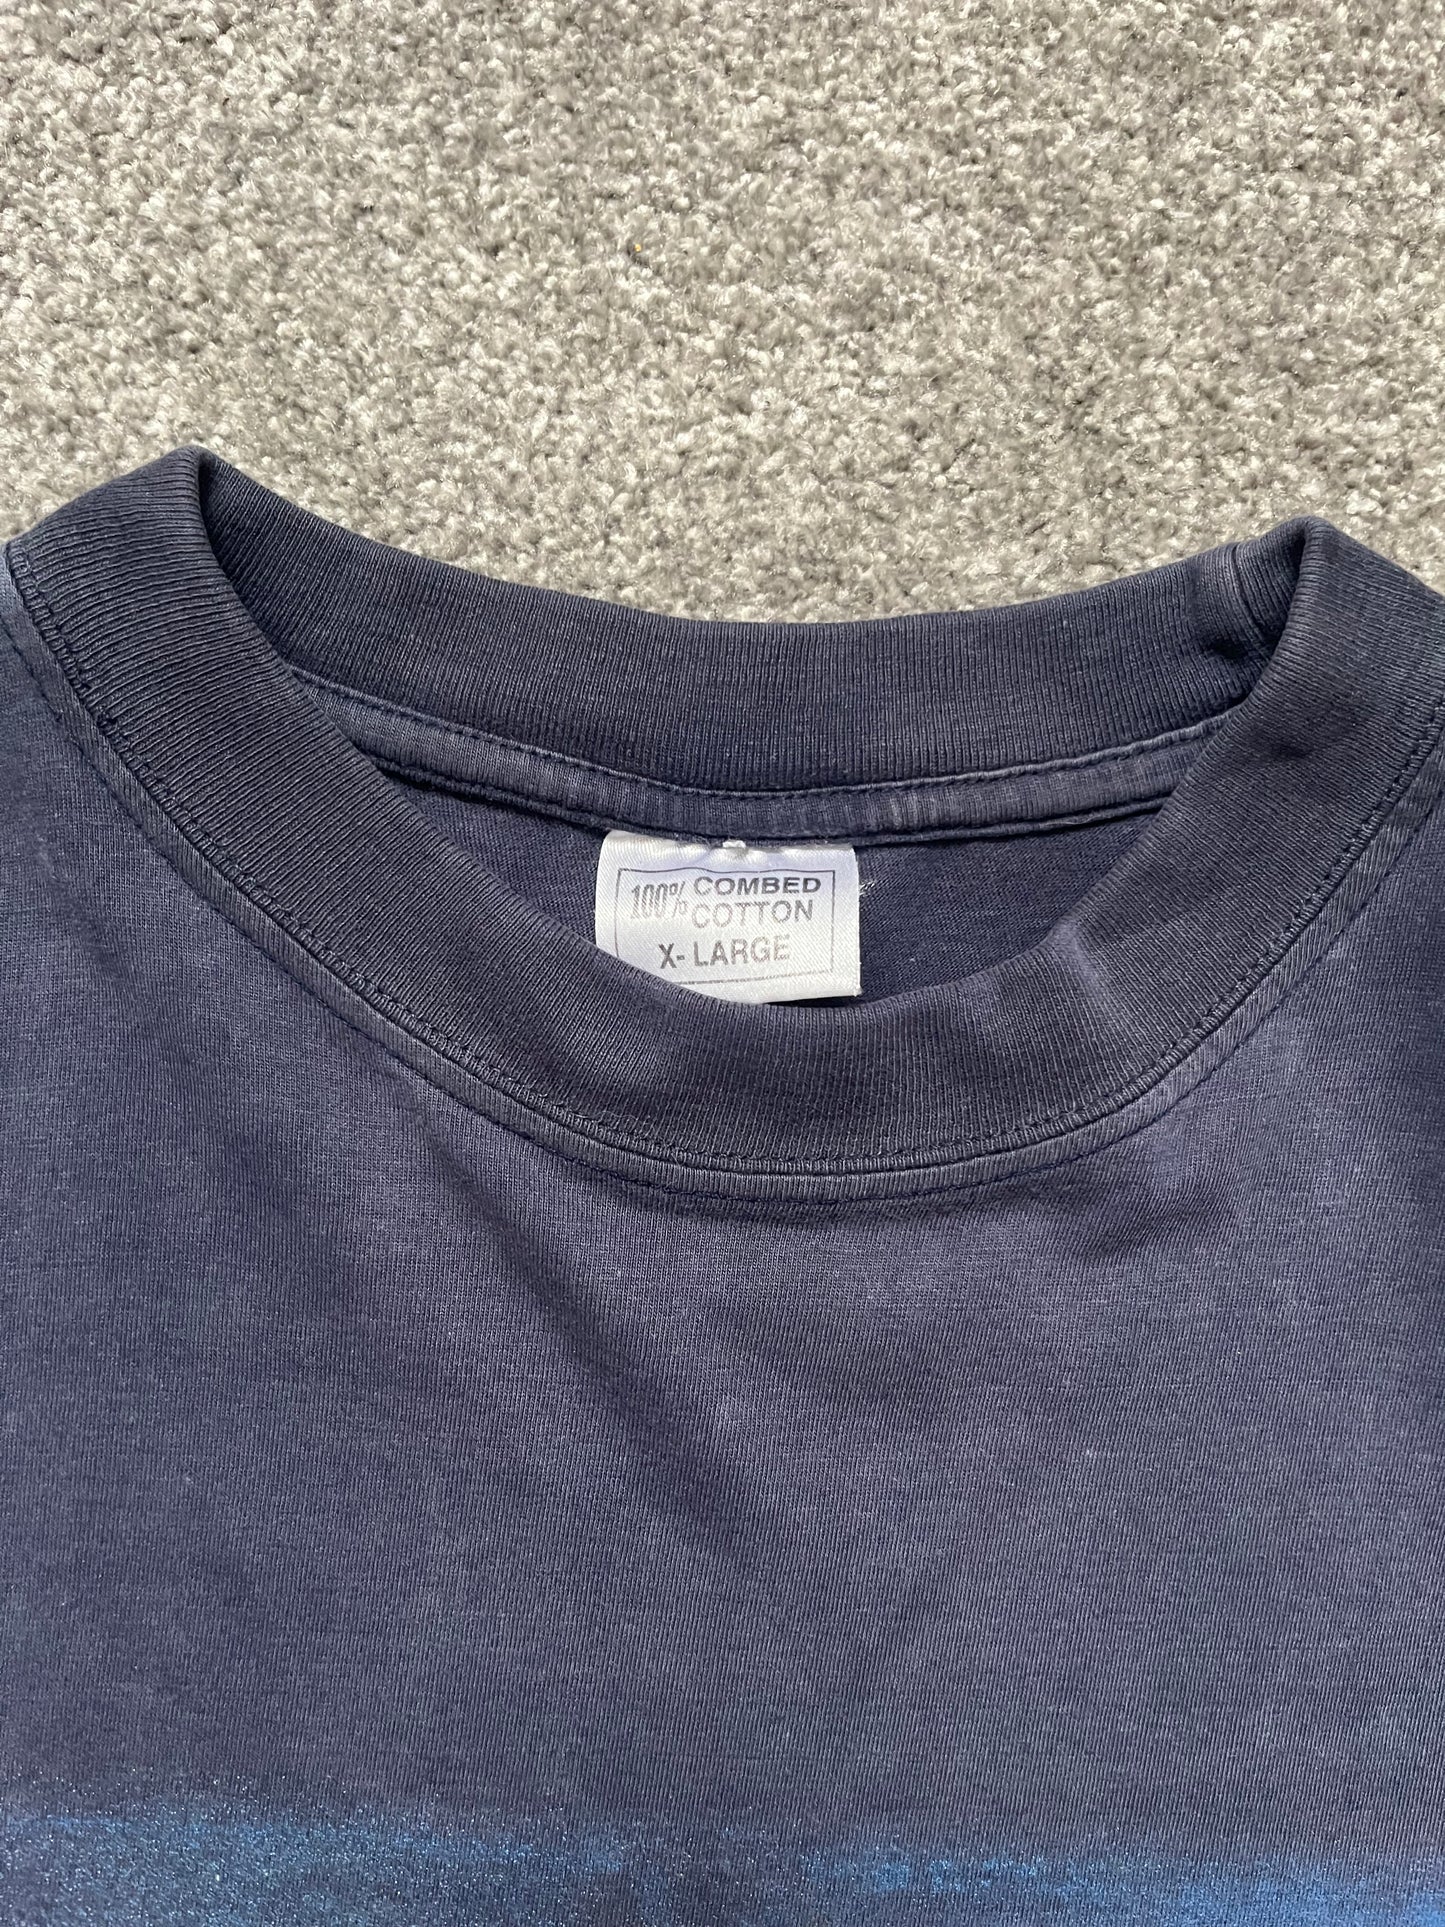 100% COMBED
COTTON
X-LARGE